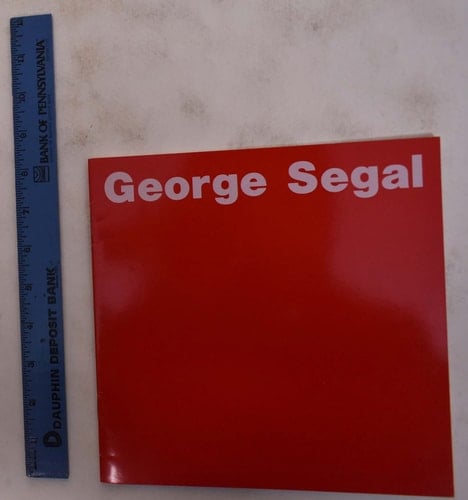 George Segal
BANK OF PENNSYLVANIA
DAUPHIN DEPOSIT BANK